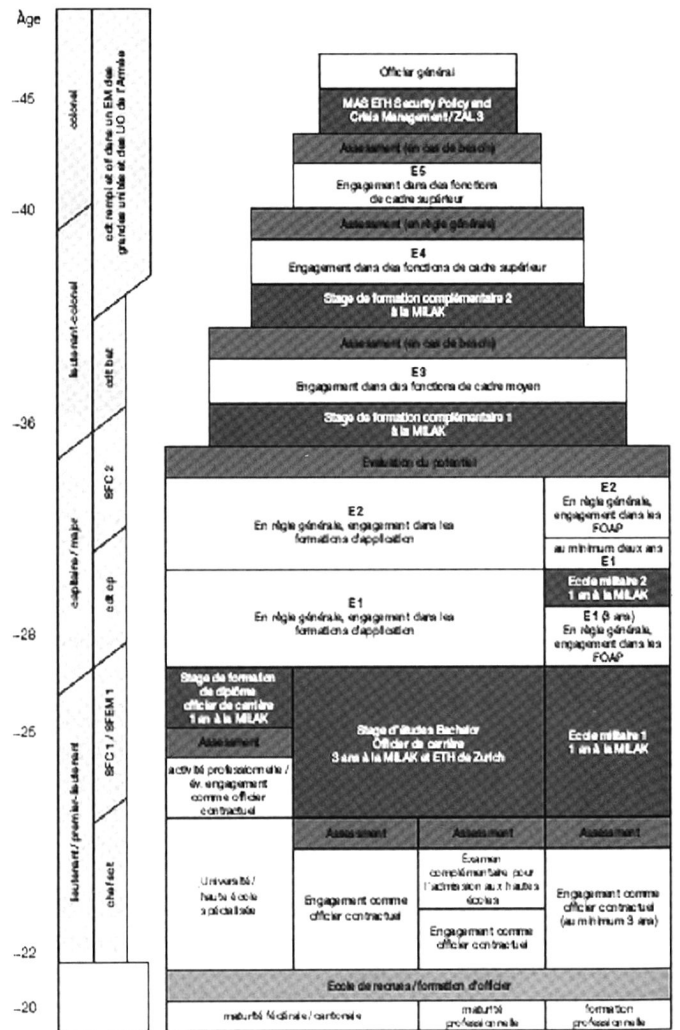 Âge
-45
-40
-36
-28
-25
-22
-20
colonel
lieutenant-colonel
capitaine / major
lieutenant / premier-lieutenant
cdt rempl et of dans un EM des
grandes unités et des UO de l'Armée
cdt bat
SFC 2
cdt cp
SFC 1 / SFEM 1
chef sct
Officier général
MAS ETH Security Policy and
Crisis Management / ZAL 3
Assessment (en cas de besoin)
E5
Engagement dans des fonctions
de cadre supérieur
Assessment (en règle générale)
E4
Engagement dans des fonctions de cadre supérieur
Stage de formation complémentaire 2
à la MILAK
Assessment (en cas de besoin)
E3
Engagement dans des fonctions de cadre moyen
Stage de formation complémentaire 1
à la MILAK
Evaluation du potentiel
E2
En règle générale, engagement dans les
formations d'application
E2
En règle générale,
engagement dans les
FOAP
au minimum deux ans
E1
E1
En règle générale, engagement dans les
formations d'application
Ecole militaire 2
1 an à la MILAK
E1 (3 ans)
En règle générale,
engagement dans les
FOAP
Stage de formation
de diplôme
officier de carrière
1 an à la MILAK
Assessment
activité professionnelle /
év. engagement
comme officier
contractuel
Stage d'études Bachelor
Officier de carrière
3 ans à la MILAK et ETH de Zurich
Ecole militaire 1
1 an à la MILAK
Université /
haute école
spécialisée
Assessment
Engagement comme
officier contractuel
Assessment
Examen
complémentaire pour
l'admission aux hautes
écoles
Engagement comme
officier contractuel
Assessment
Engagement comme
officier contractuel
(au minimum 3 ans)
Ecole de recrues / formation d'officier
maturité fédérale / cantonale
maturité
professionnelle
formation
professionnelle